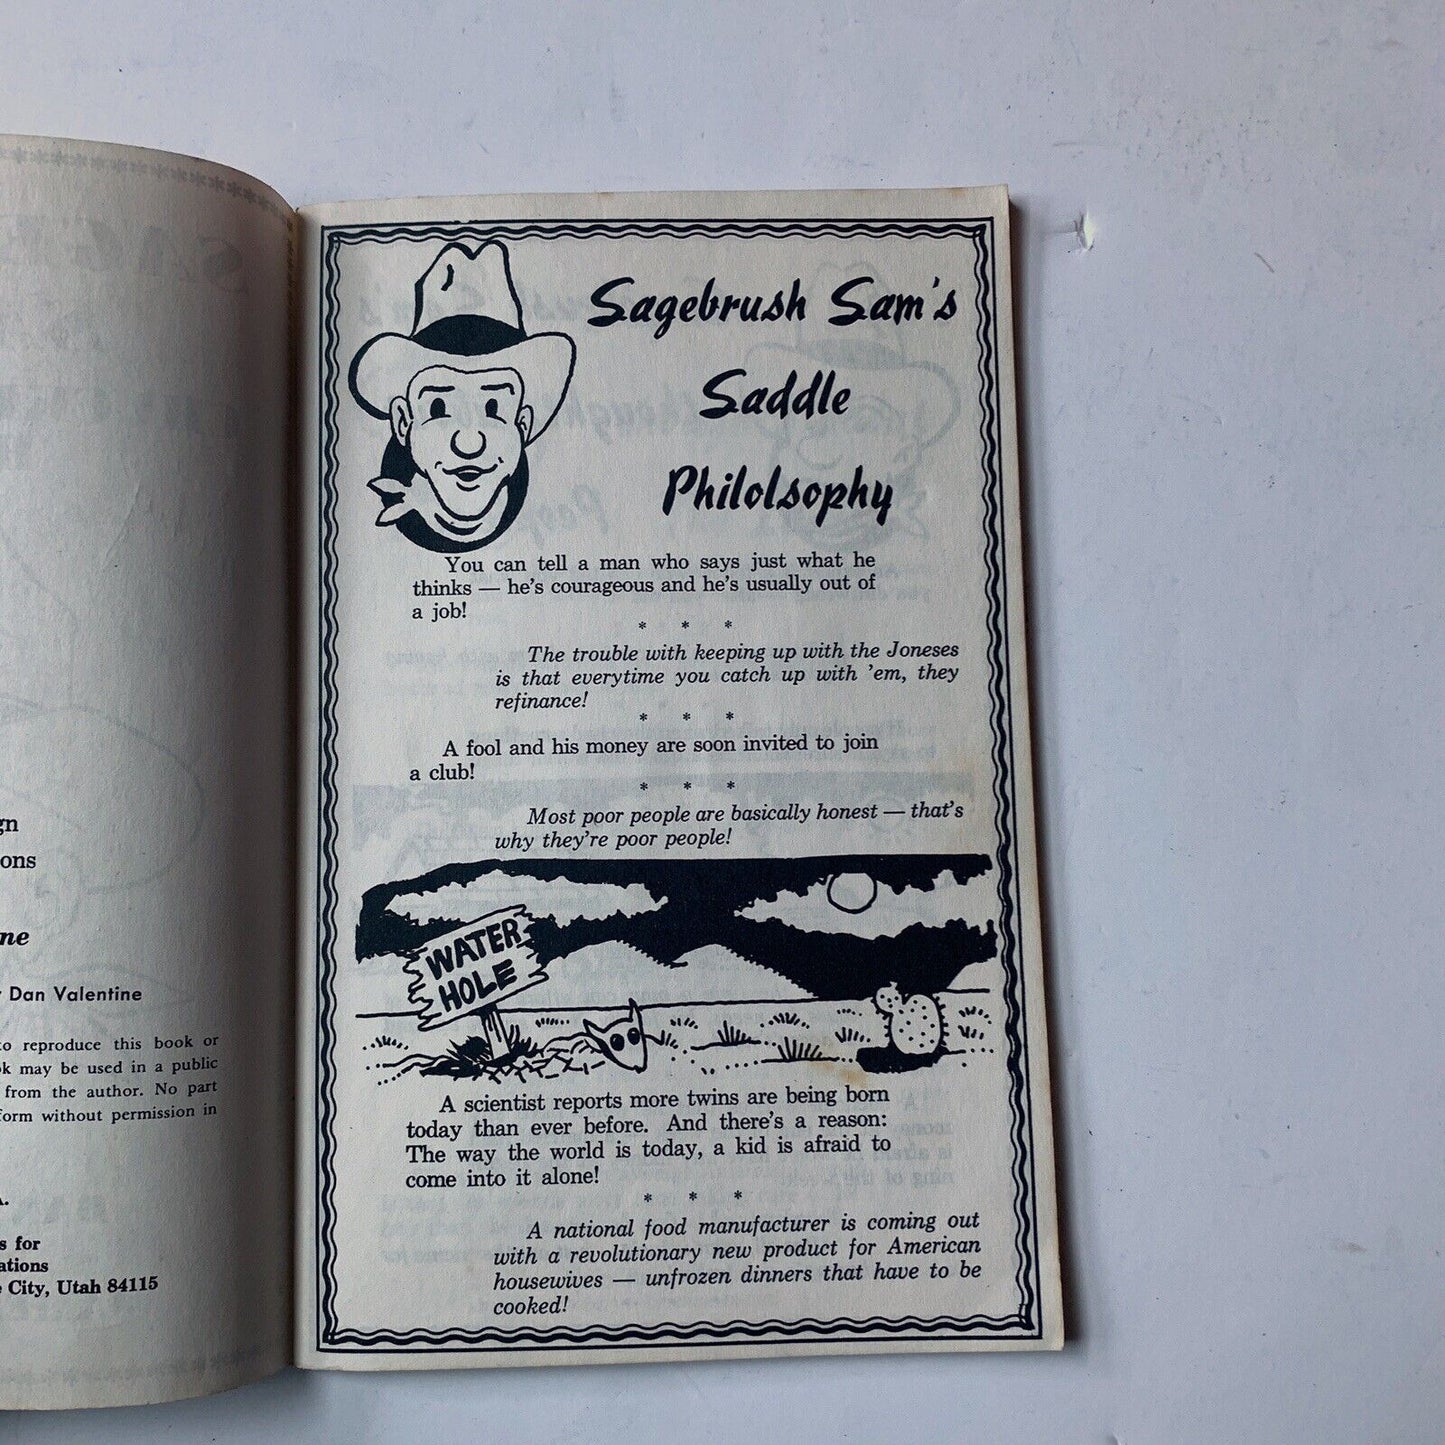 gn
ons
ne
Dan Valentine
to reproduce this book or
ok may be used in a public
from the author. No part
form without permission in
A.
s for
ations
City, Utah 84115
Sagebrush Sam's
Saddle
Philolsophy
You can tell a man who says just what he
thinks — he's courageous and he's usually out of
a job!
* * *
The trouble with keeping up with the Joneses
is that everytime you catch up with 'em, they
refinance!
* * *
A fool and his money are soon invited to join
a club!
* * *
Most poor people are basically honest — that's
why they're poor people!
WATER
HOLE
A scientist reports more twins are being born
today than ever before. And there's a reason:
The way the world is today, a kid is afraid to
come into it alone!
* * *
A national food manufacturer is coming out
with a revolutionary new product for American
housewives — unfrozen dinners that have to be
cooked!